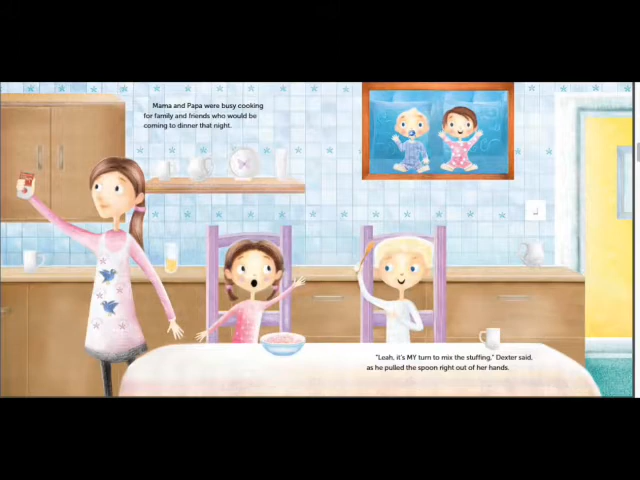 Mama and Papa were busy cooking
for family and friends who would be
coming to dinner that night.
"Leah, it's MY turn to mix the stuffing," Dexter said,
as he pulled the spoon right out of her hands.